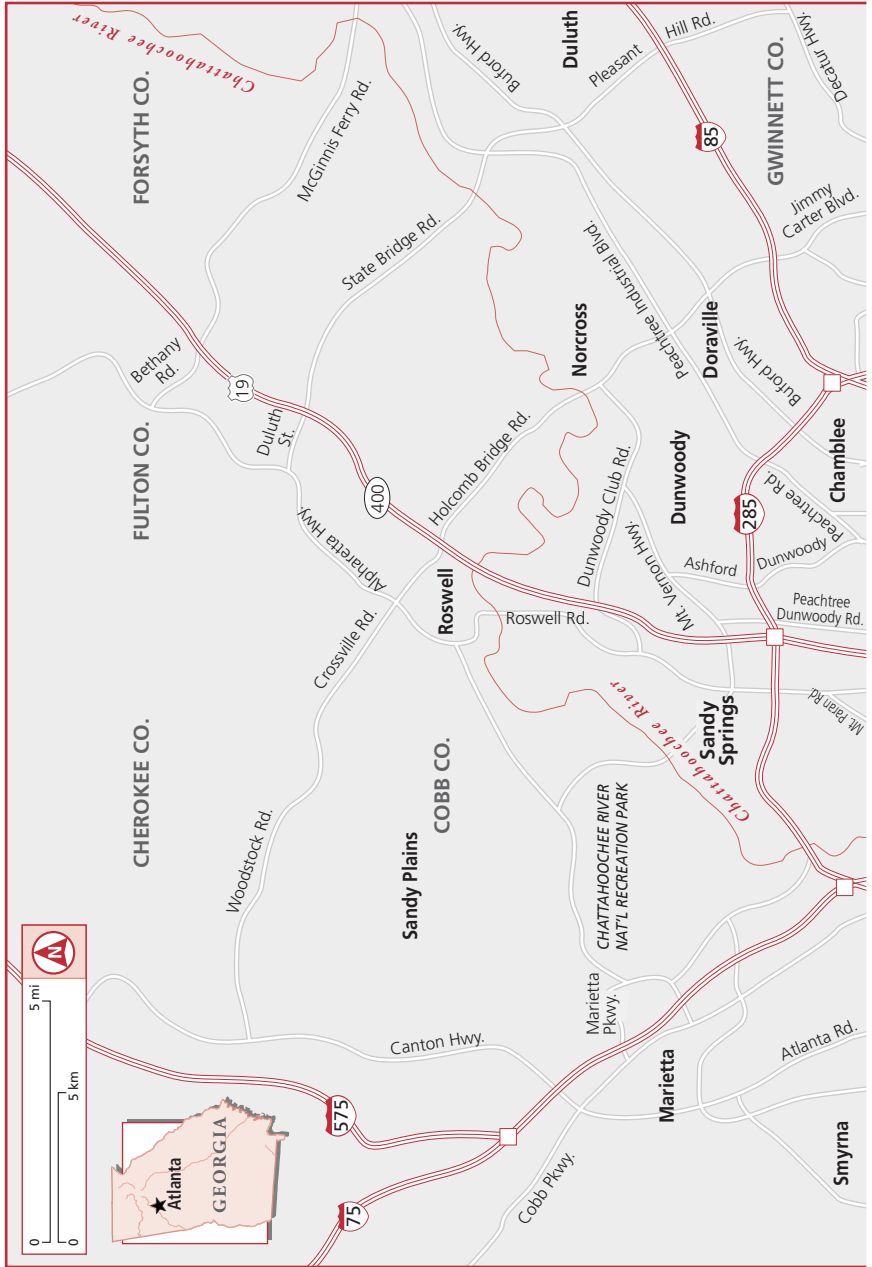 0
5 mi
0
5 km
N
Atlanta
GEORGIA
575
75
CHEROKEE CO.
FULTON CO.
FORSYTH CO.
Chattahoochee River
Bethany
Rd.
McGinnis Ferry Rd.
19
Duluth
St.
State Bridge Rd.
Buford Hwy.
Duluth
Pleasant
Hill Rd.
Woodstock Rd.
Crossville Rd.
Alpharetta Hwy.
400
Holcomb Bridge Rd.
Roswell
Sandy Plains
COBB CO.
Canton Hwy.
Cobb Pkwy.
Roswell Rd.
Norcross
Peachtree Industrial Blvd.
85
GWINNETT CO.
Decatur Hwy.
Jimmy
Carter Blvd.
Doraville
Buford Hwy.
Dunwoody Club Rd.
Dunwoody
Mt. Vernon Hwy.
Ashford
Dunwoody
285
Peachtree Rd.
Chamblee
Peachtree
Dunwoody Rd.
Chattahoochee River
Sandy
Springs
Mt. Paran Rd.
CHATTAHOOCHEE RIVER
NAT'L RECREATION PARK
Marietta
Pkwy.
Marietta
Atlanta Rd.
Smyrna